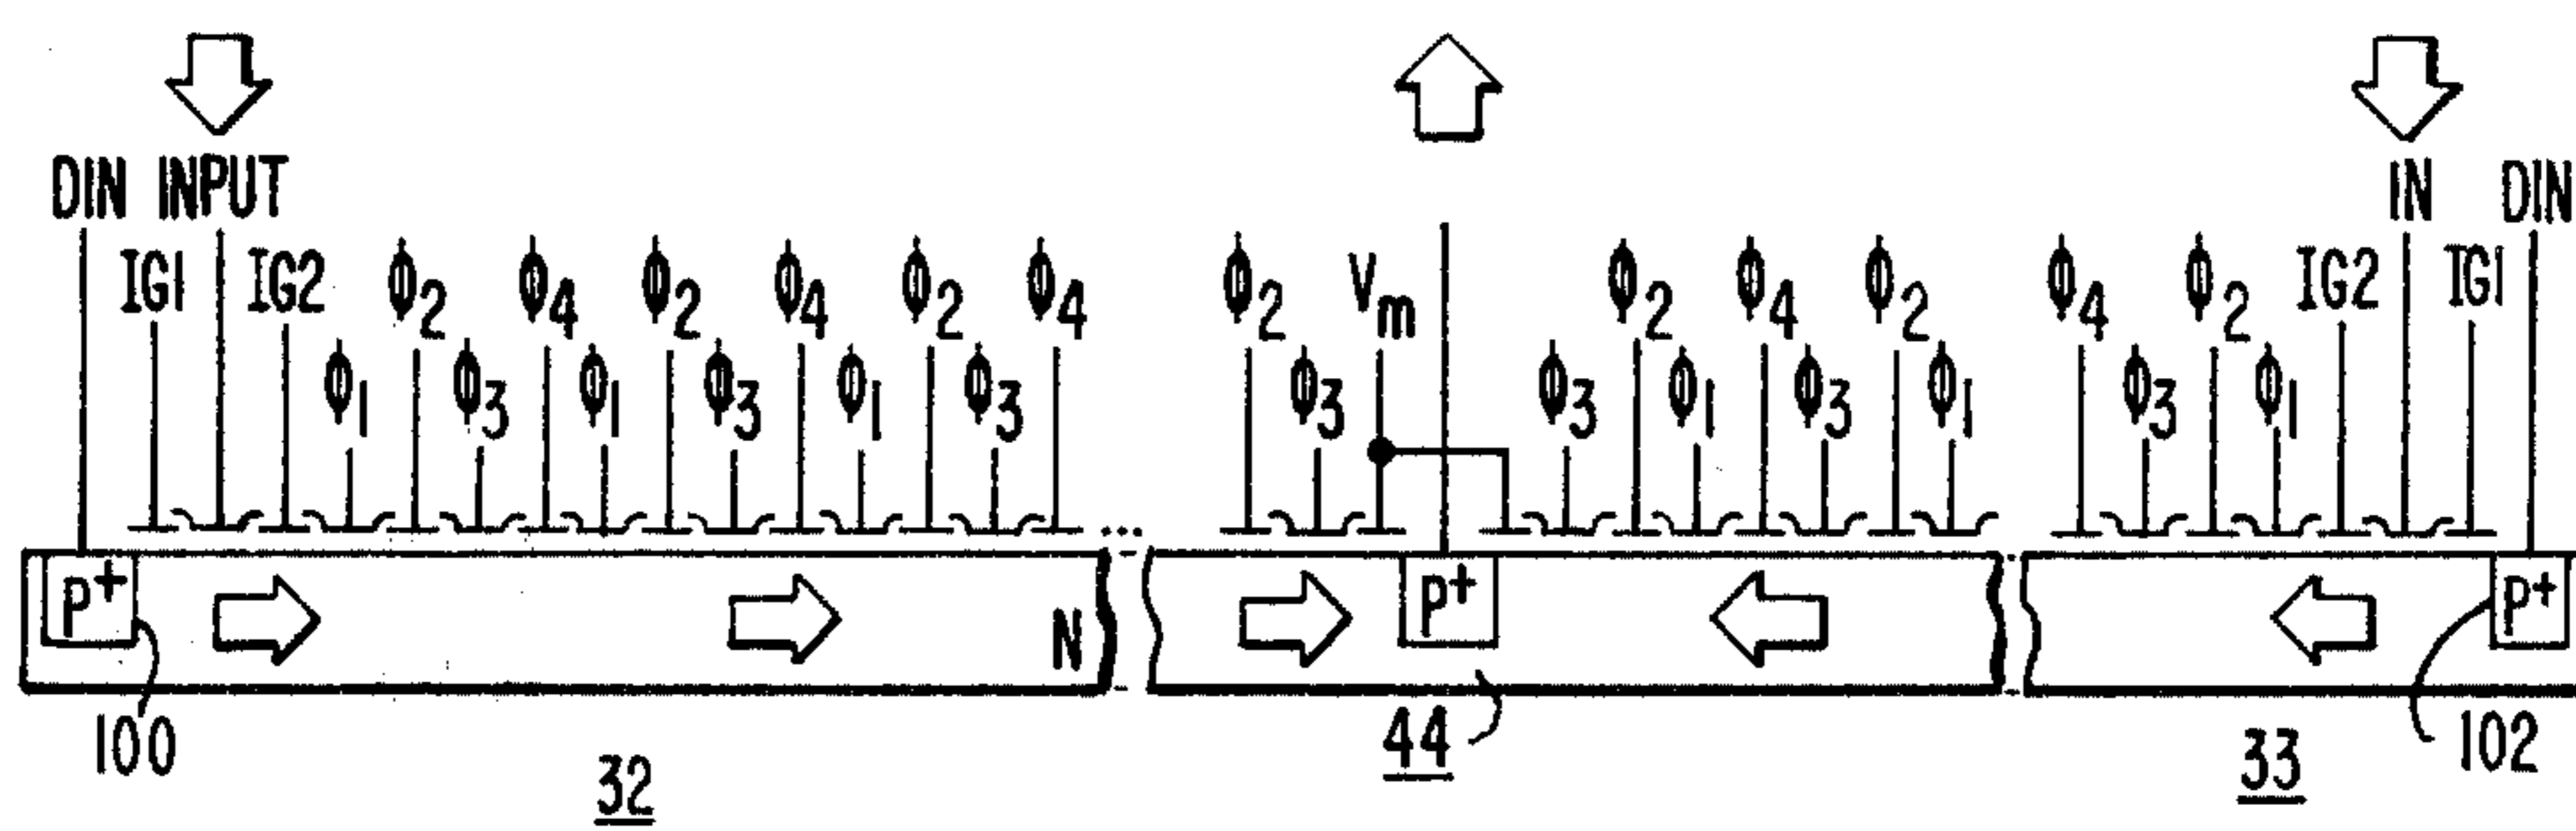 DIN INPUT IN DIN
IG1 IG2 ϕ2 ϕ4 ϕ2 ϕ4 ϕ2 ϕ4 ϕ2 Vm ϕ2 ϕ4 ϕ2 ϕ4 ϕ2 IG2 IG1
ϕ1 ϕ3 ϕ1 ϕ3 ϕ1 ϕ3 ϕ3 ϕ3 ϕ1 ϕ3 ϕ1 ϕ3 ϕ1
P+ N P+ P+
100 32 44 33 102